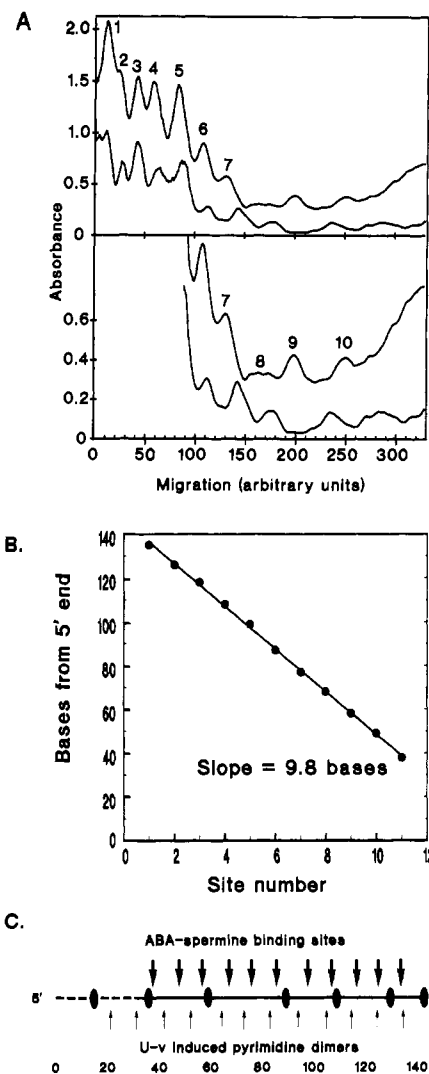 A
2.0
1.5
1.0
0.5
0
1
2
3
4
5
6
7
Absorbance
0.6
0.4
0.2
0
7
8
9
10
0 50 100 150 200 250 300
Migration (arbitrary units)
B.
140
120
100
80
60
40
20
0
Bases from 5' end
Slope = 9.8 bases
0 2 4 6 8 10 12
Site number
C.
ABA-spermine binding sites
5'
U-v induced pyrimidine dimers
0 20 40 60 80 100 120 140